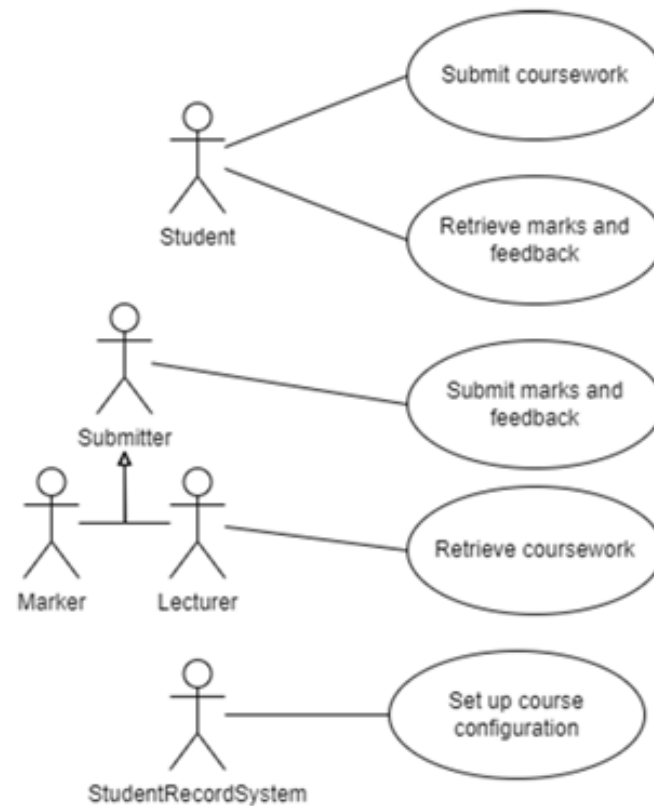 Submit coursework
Student
Retrieve marks and
feedback
Submitter
Submit marks and
feedback
Marker
Lecturer
Retrieve coursework
StudentRecordSystem
Set up course
configuration